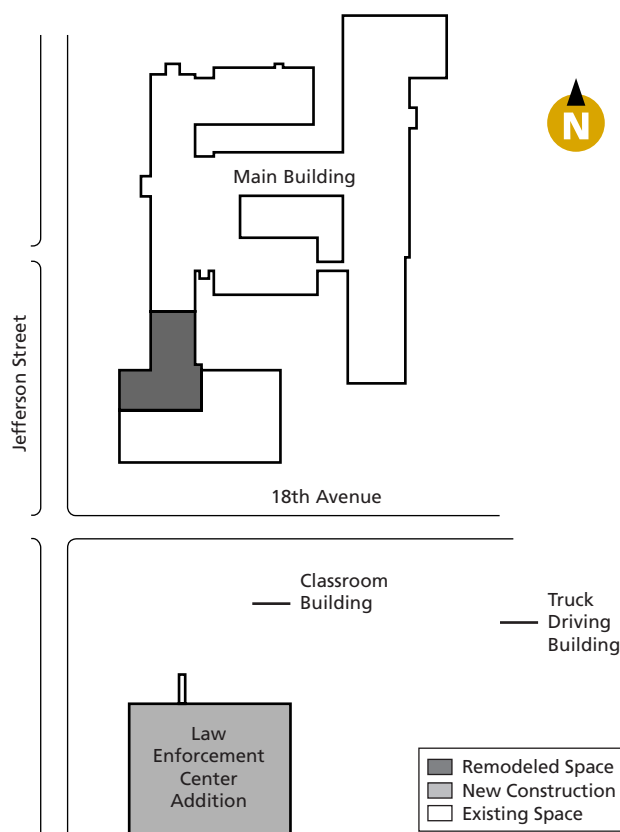 N
Main Building
Jefferson Street
18th Avenue
Classroom
Building
Truck
Driving
Building
Law
Enforcement
Center
Addition
Remodeled Space
New Construction
Existing Space